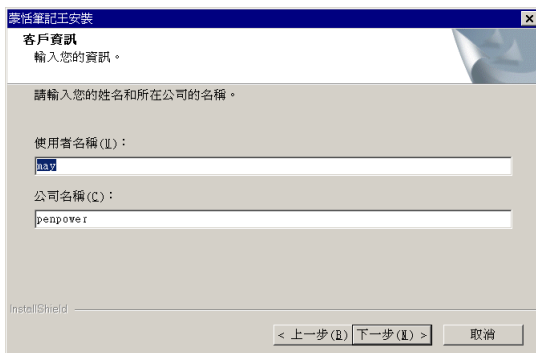 蒙恬筆記王安裝
客戶資訊
輸入您的資訊。
請輸入您的姓名和所在公司的名稱。
使用者名稱(U)：
may
公司名稱(C)：
penpower
InstallShield
< 上一步(B) 下一步(N) > 取消